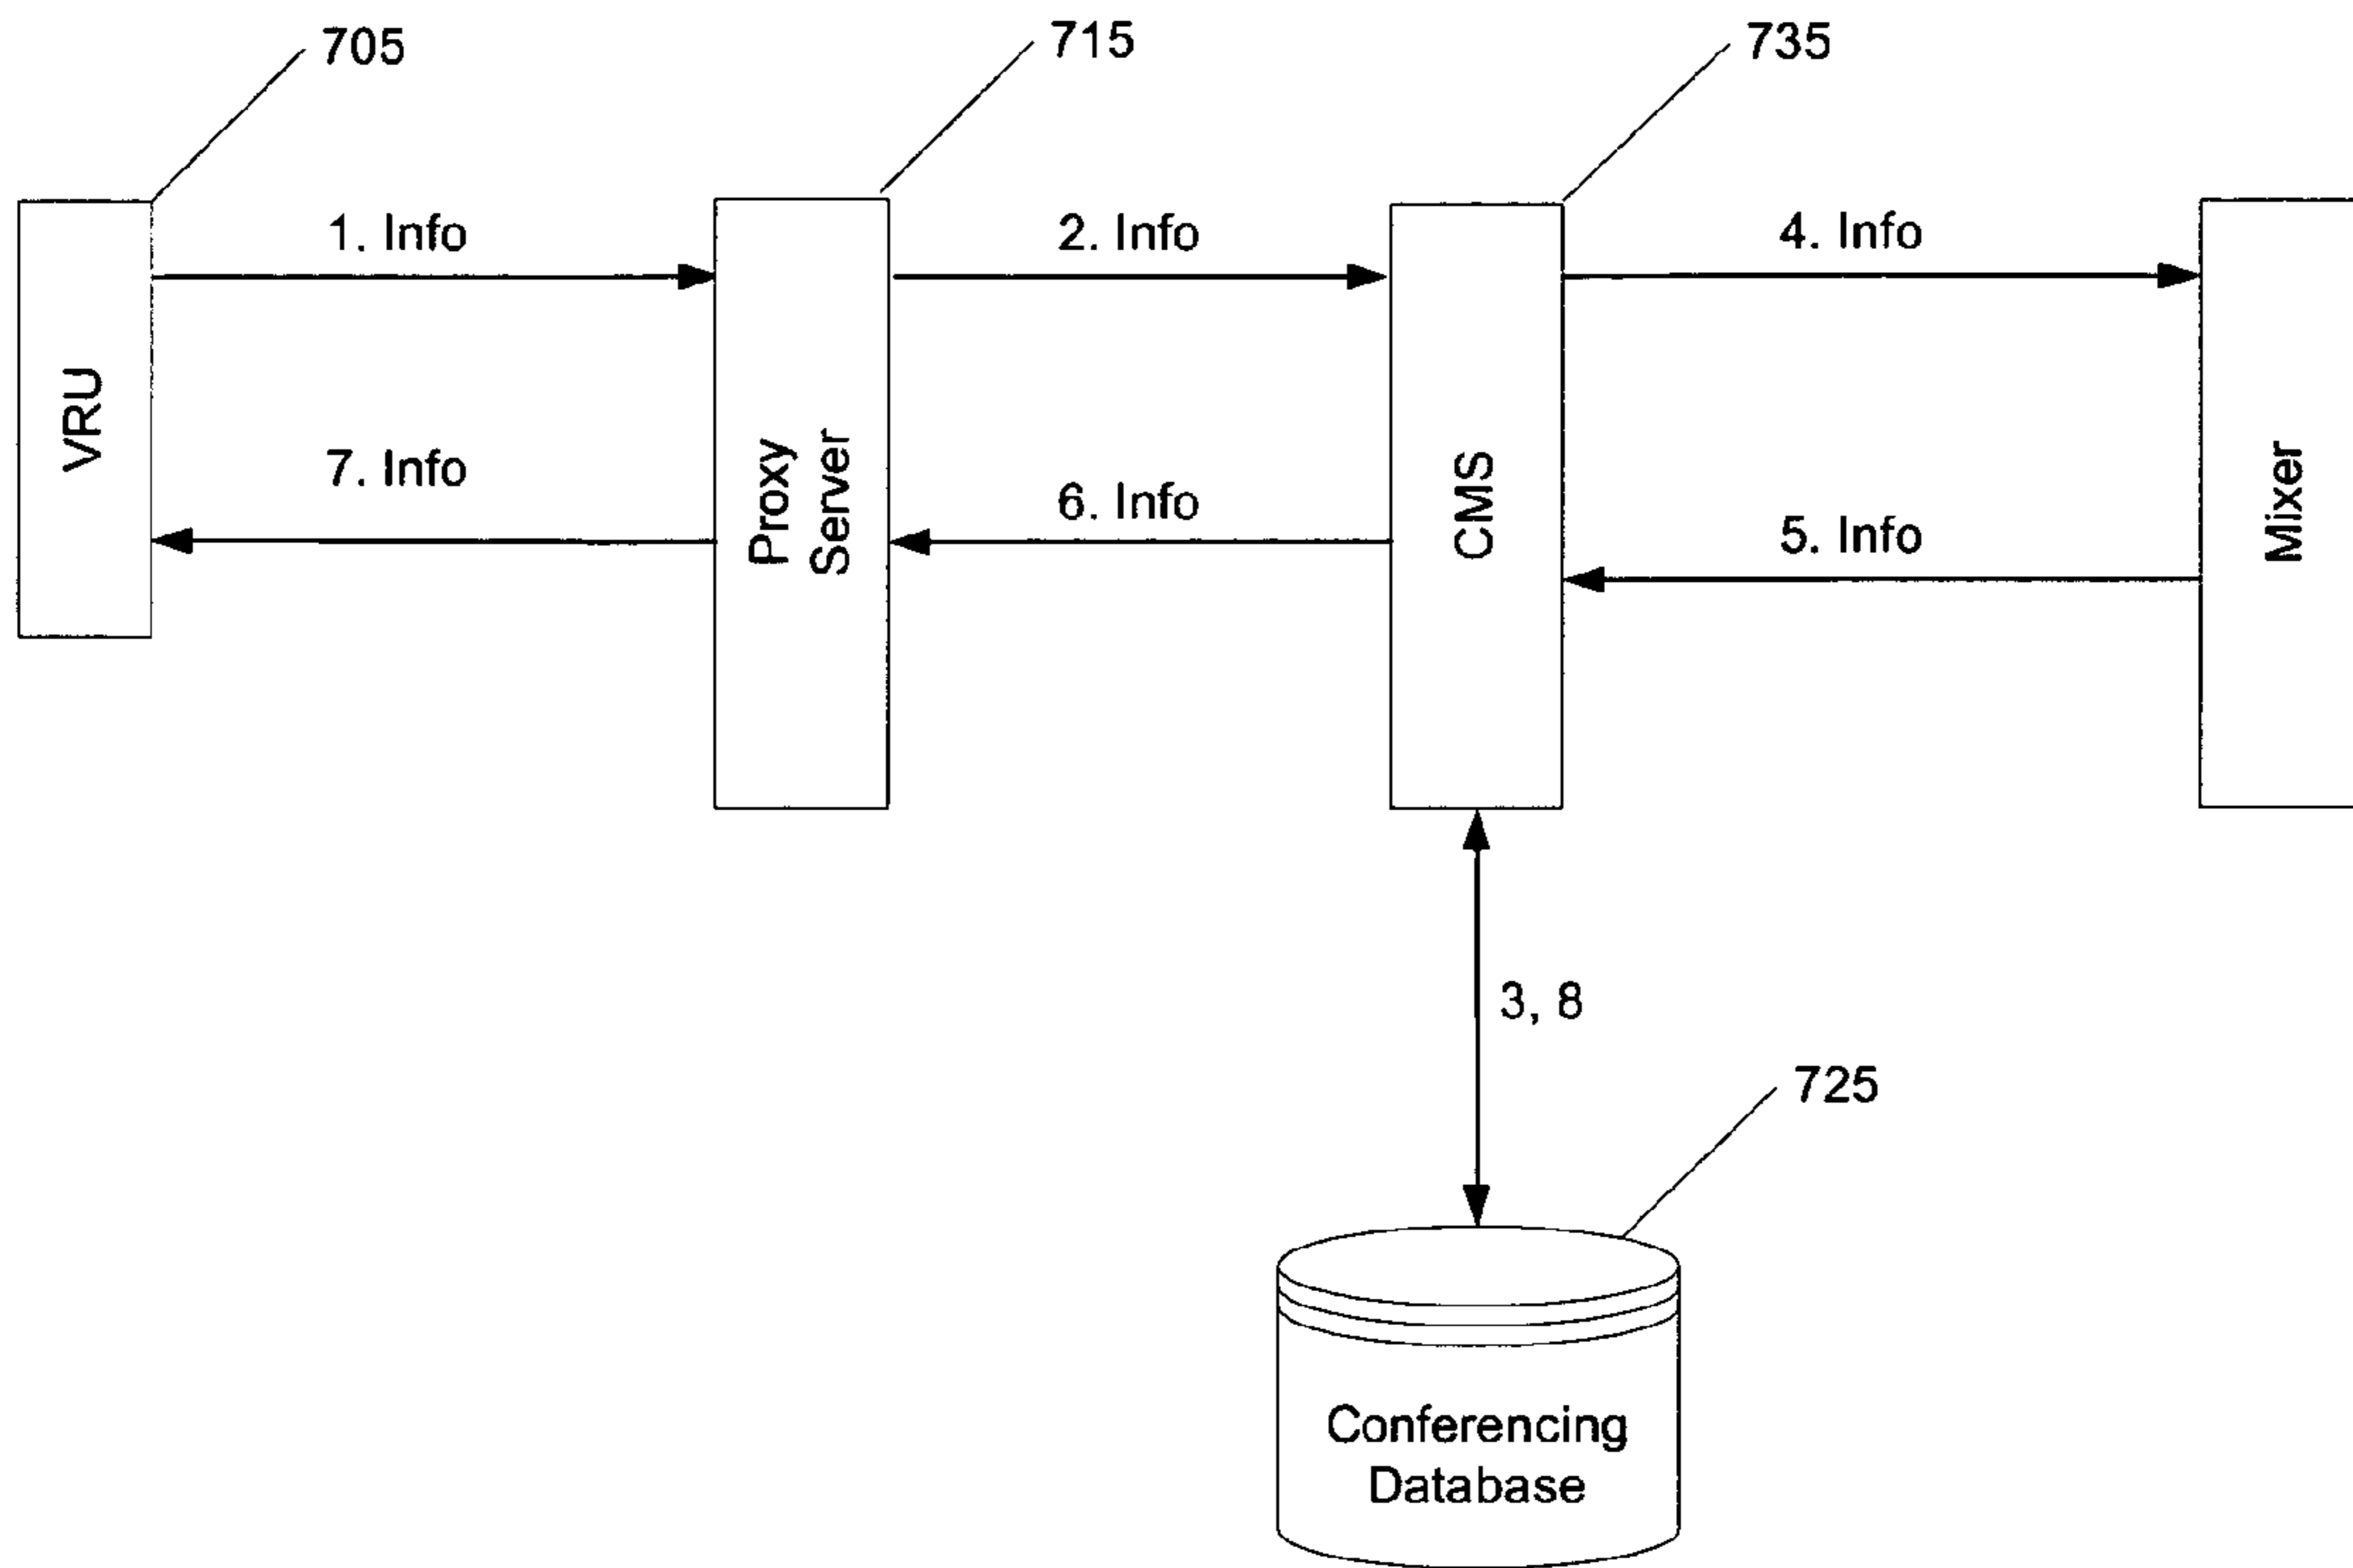 705
715
735
1. Info
2. Info
4. Info
VRU
7. Info
Proxy
Server
6. Info
CMS
5. Info
Mixer
3, 8
725
Conferencing
Database